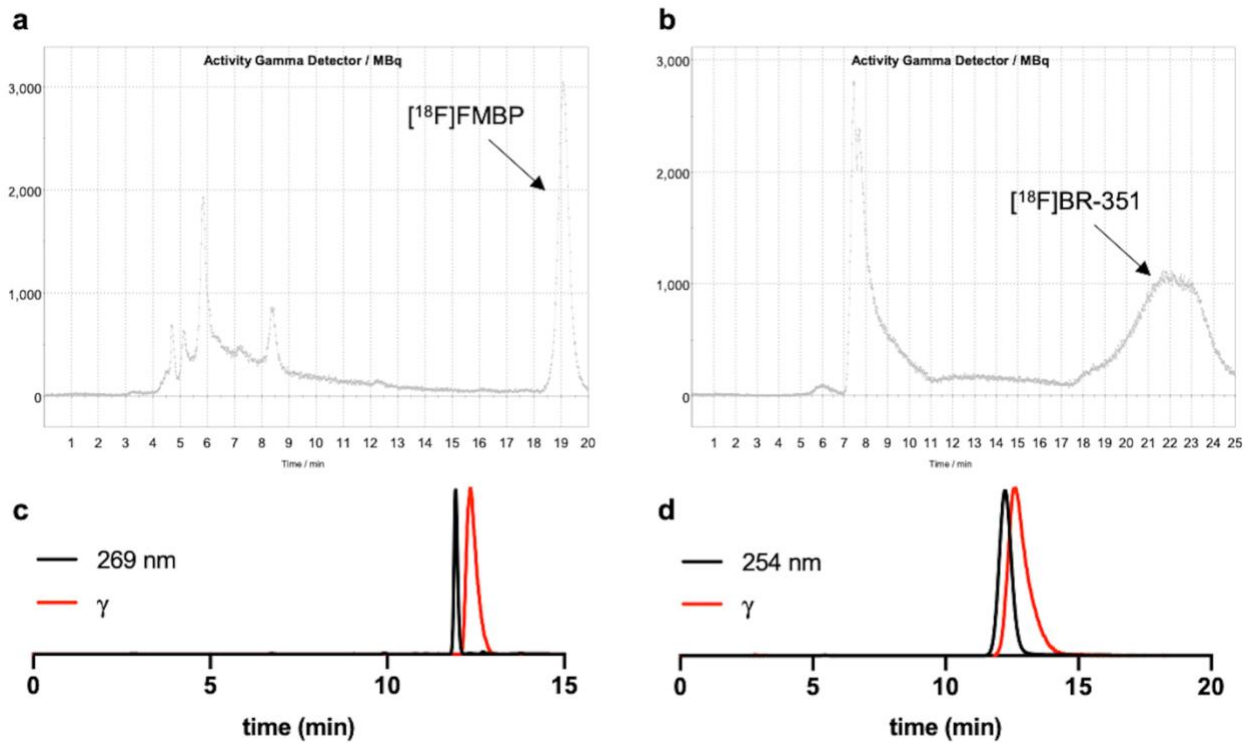 a
Activity Gamma Detector / MBq
3,000
2,000
1,000
0
[¹⁸F]FMBP
1 2 3 4 5 6 7 8 9 10 11 12 13 14 15 16 17 18 19 20
Time / min
b
Activity Gamma Detector / MBq
3,000
2,000
1,000
0
[¹⁸F]BR-351
1 2 3 4 5 6 7 8 9 10 11 12 13 14 15 16 17 18 19 20 21 22 23 24 25
Time / min
c
269 nm
γ
0 5 10 15
time (min)
d
254 nm
γ
0 5 10 15 20
time (min)